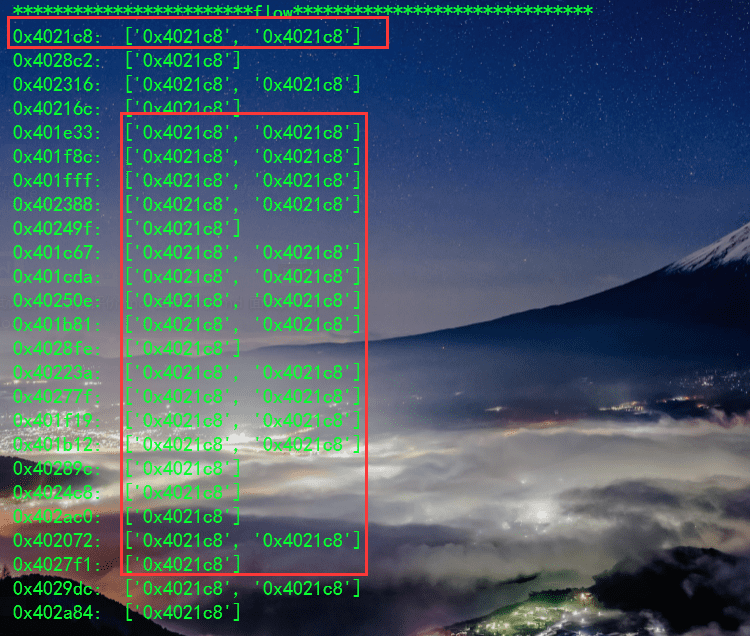 ************************flow******************************
0x4021c8:  ['0x4021c8', '0x4021c8']
0x4028c2:  ['0x4021c8']
0x402316:  ['0x4021c8', '0x4021c8']
0x40216c:  ['0x4021c8']
0x401e33:  ['0x4021c8', '0x4021c8']
0x401f8c:  ['0x4021c8', '0x4021c8']
0x401fff:  ['0x4021c8', '0x4021c8']
0x402388:  ['0x4021c8', '0x4021c8']
0x40249f:  ['0x4021c8']
0x401c67:  ['0x4021c8', '0x4021c8']
0x401cda:  ['0x4021c8', '0x4021c8']
0x40250e:  ['0x4021c8', '0x4021c8']
0x401b81:  ['0x4021c8', '0x4021c8']
0x4028fe:  ['0x4021c8']
0x40223a:  ['0x4021c8', '0x4021c8']
0x40277f:  ['0x4021c8', '0x4021c8']
0x401f19:  ['0x4021c8', '0x4021c8']
0x401b12:  ['0x4021c8', '0x4021c8']
0x40289c:  ['0x4021c8']
0x4024c8:  ['0x4021c8']
0x402ac0:  ['0x4021c8']
0x402072:  ['0x4021c8', '0x4021c8']
0x4027f1:  ['0x4021c8']
0x4029dc:  ['0x4021c8', '0x4021c8']
0x402a84:  ['0x4021c8']